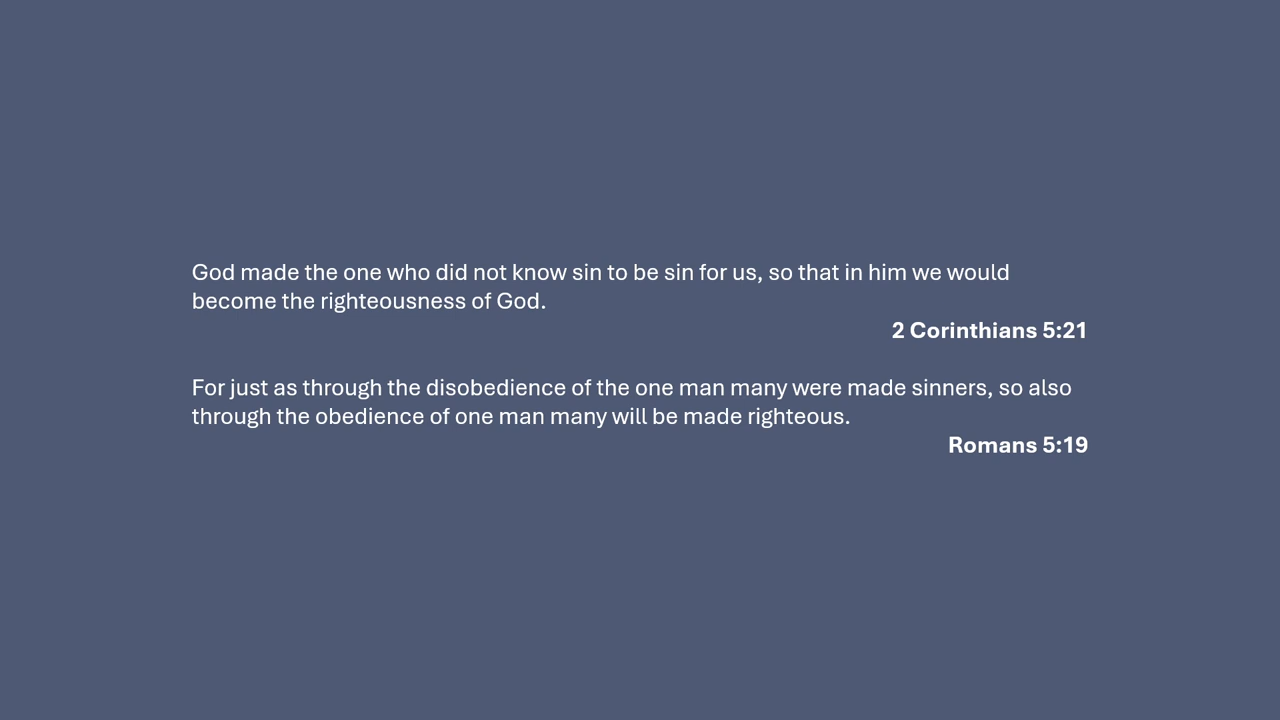 God made the one who did not know sin to be sin for us, so that in him we would
become the righteousness of God.
2 Corinthians 5:21
For just as through the disobedience of the one man many were made sinners, so also
through the obedience of one man many will be made righteous.
Romans 5:19